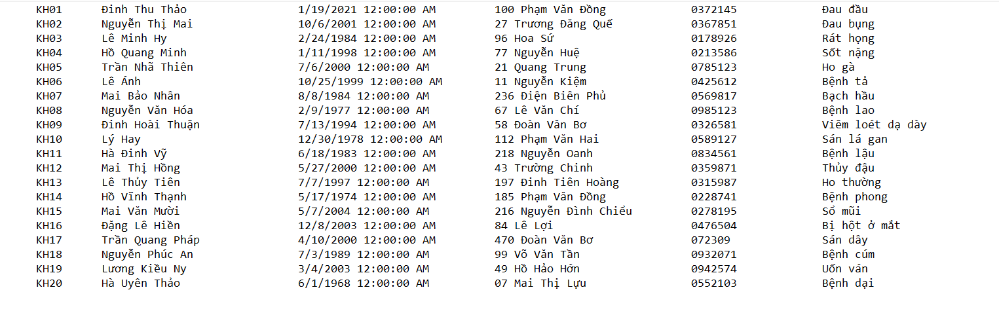 KH01 Đinh Thu Thảo 1/19/2021 12:00:00 AM 100 Phạm Văn Đồng 0372145 Đau đầu
KH02 Nguyễn Thị Mai 10/6/2001 12:00:00 AM 27 Trương Đăng Quế 0367851 Đau bụng
KH03 Lê Minh Hy 2/24/1984 12:00:00 AM 96 Hoa Sứ 0178926 Rát họng
KH04 Hồ Quang Minh 1/11/1998 12:00:00 AM 77 Nguyễn Huệ 0213586 Sốt nặng
KH05 Trần Nhã Thiên 7/6/2000 12:00:00 AM 21 Quang Trung 0785123 Ho gà
KH06 Lê Ánh 10/25/1999 12:00:00 AM 11 Nguyễn Kiệm 0425612 Bệnh tả
KH07 Mai Bảo Nhân 8/8/1984 12:00:00 AM 236 Điện Biên Phủ 0569817 Bạch hầu
KH08 Nguyễn Văn Hóa 2/9/1977 12:00:00 AM 67 Lê Văn Chí 0985123 Bệnh lao
KH09 Đinh Hoài Thuận 7/13/1994 12:00:00 AM 58 Đoàn Văn Bơ 0326581 Viêm loét dạ dày
KH10 Lý Hay 12/30/1978 12:00:00 AM 112 Phạm Văn Hai 0589127 Sán lá gan
KH11 Hà Đinh Vỹ 6/18/1983 12:00:00 AM 218 Nguyễn Oanh 0834561 Bệnh lậu
KH12 Mai Thị Hồng 5/27/2000 12:00:00 AM 43 Trường Chinh 0359871 Thủy đậu
KH13 Lê Thủy Tiên 7/7/1997 12:00:00 AM 197 Đinh Tiên Hoàng 0315987 Ho thường
KH14 Hồ Vĩnh Thạnh 5/17/1974 12:00:00 AM 185 Phạm Văn Đồng 0228741 Bệnh phong
KH15 Mai Văn Mười 5/7/2004 12:00:00 AM 216 Nguyễn Đình Chiểu 0278195 Sổ mũi
KH16 Đặng Lê Hiền 12/8/2003 12:00:00 AM 84 Lê Lợi 0476504 Bị hột ở mắt
KH17 Trần Quang Pháp 4/10/2000 12:00:00 AM 470 Đoàn Văn Bơ 072309 Sán dây
KH18 Nguyễn Phúc An 7/3/1989 12:00:00 AM 99 Võ Văn Tần 0932071 Bệnh cúm
KH19 Lương Kiều Ny 3/4/2003 12:00:00 AM 49 Hồ Hảo Hớn 0942574 Uốn ván
KH20 Hà Uyên Thảo 6/1/1968 12:00:00 AM 07 Mai Thị Lựu 0552103 Bệnh dại